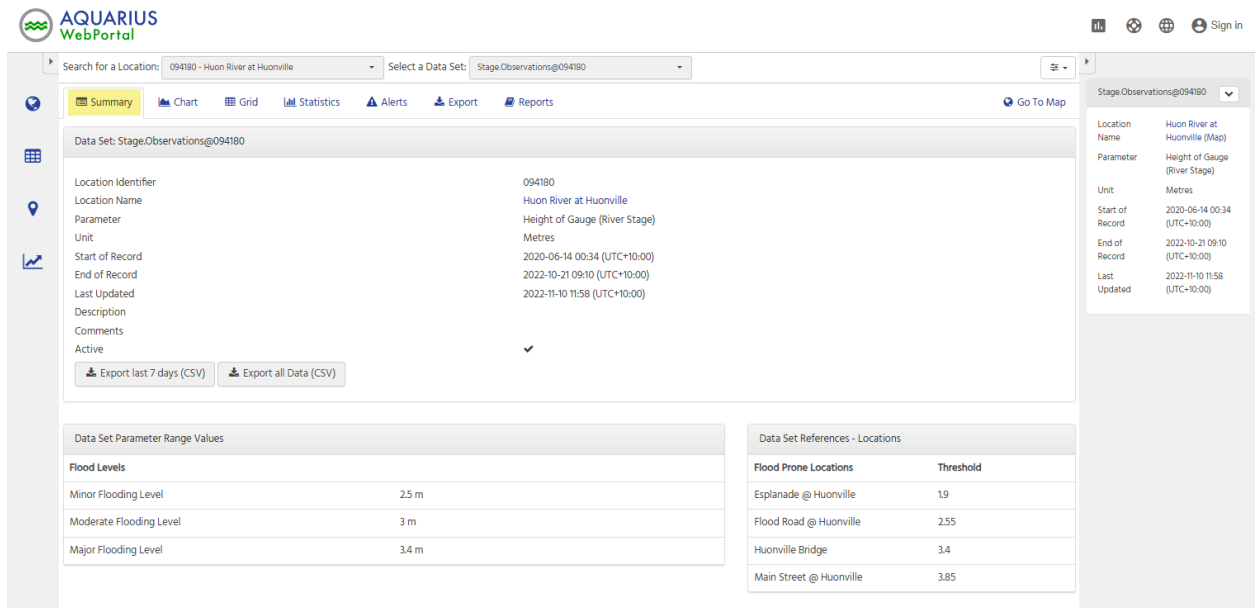 AQUARIUS
WebPortal
Sign in
Search for a Location: 094180 - Huon River at Huonville Select a Data Set: Stage.Observations@094180
Summary Chart Grid Statistics Alerts Export Reports Go To Map
Data Set: Stage.Observations@094180
Location Identifier 094180
Location Name Huon River at Huonville
Parameter Height of Gauge (River Stage)
Unit Metres
Start of Record 2020-06-14 00:34 (UTC+10:00)
End of Record 2022-10-21 09:10 (UTC+10:00)
Last Updated 2022-11-10 11:58 (UTC+10:00)
Description
Comments
Active
Export last 7 days (CSV) Export all Data (CSV)
Data Set Parameter Range Values
Flood Levels
Minor Flooding Level 2.5 m
Moderate Flooding Level 3 m
Major Flooding Level 3.4 m
Data Set References - Locations
Flood Prone Locations Threshold
Esplanade @ Huonville 1.9
Flood Road @ Huonville 2.55
Huonville Bridge 3.4
Main Street @ Huonville 3.85
Stage.Observations@094180
Location Huon River at
Name Huonville (Map)
Parameter Height of Gauge
(River Stage)
Unit Metres
Start of 2020-06-14 00:34
Record (UTC+10:00)
End of 2022-10-21 09:10
Record (UTC+10:00)
Last 2022-11-10 11:58
Updated (UTC+10:00)